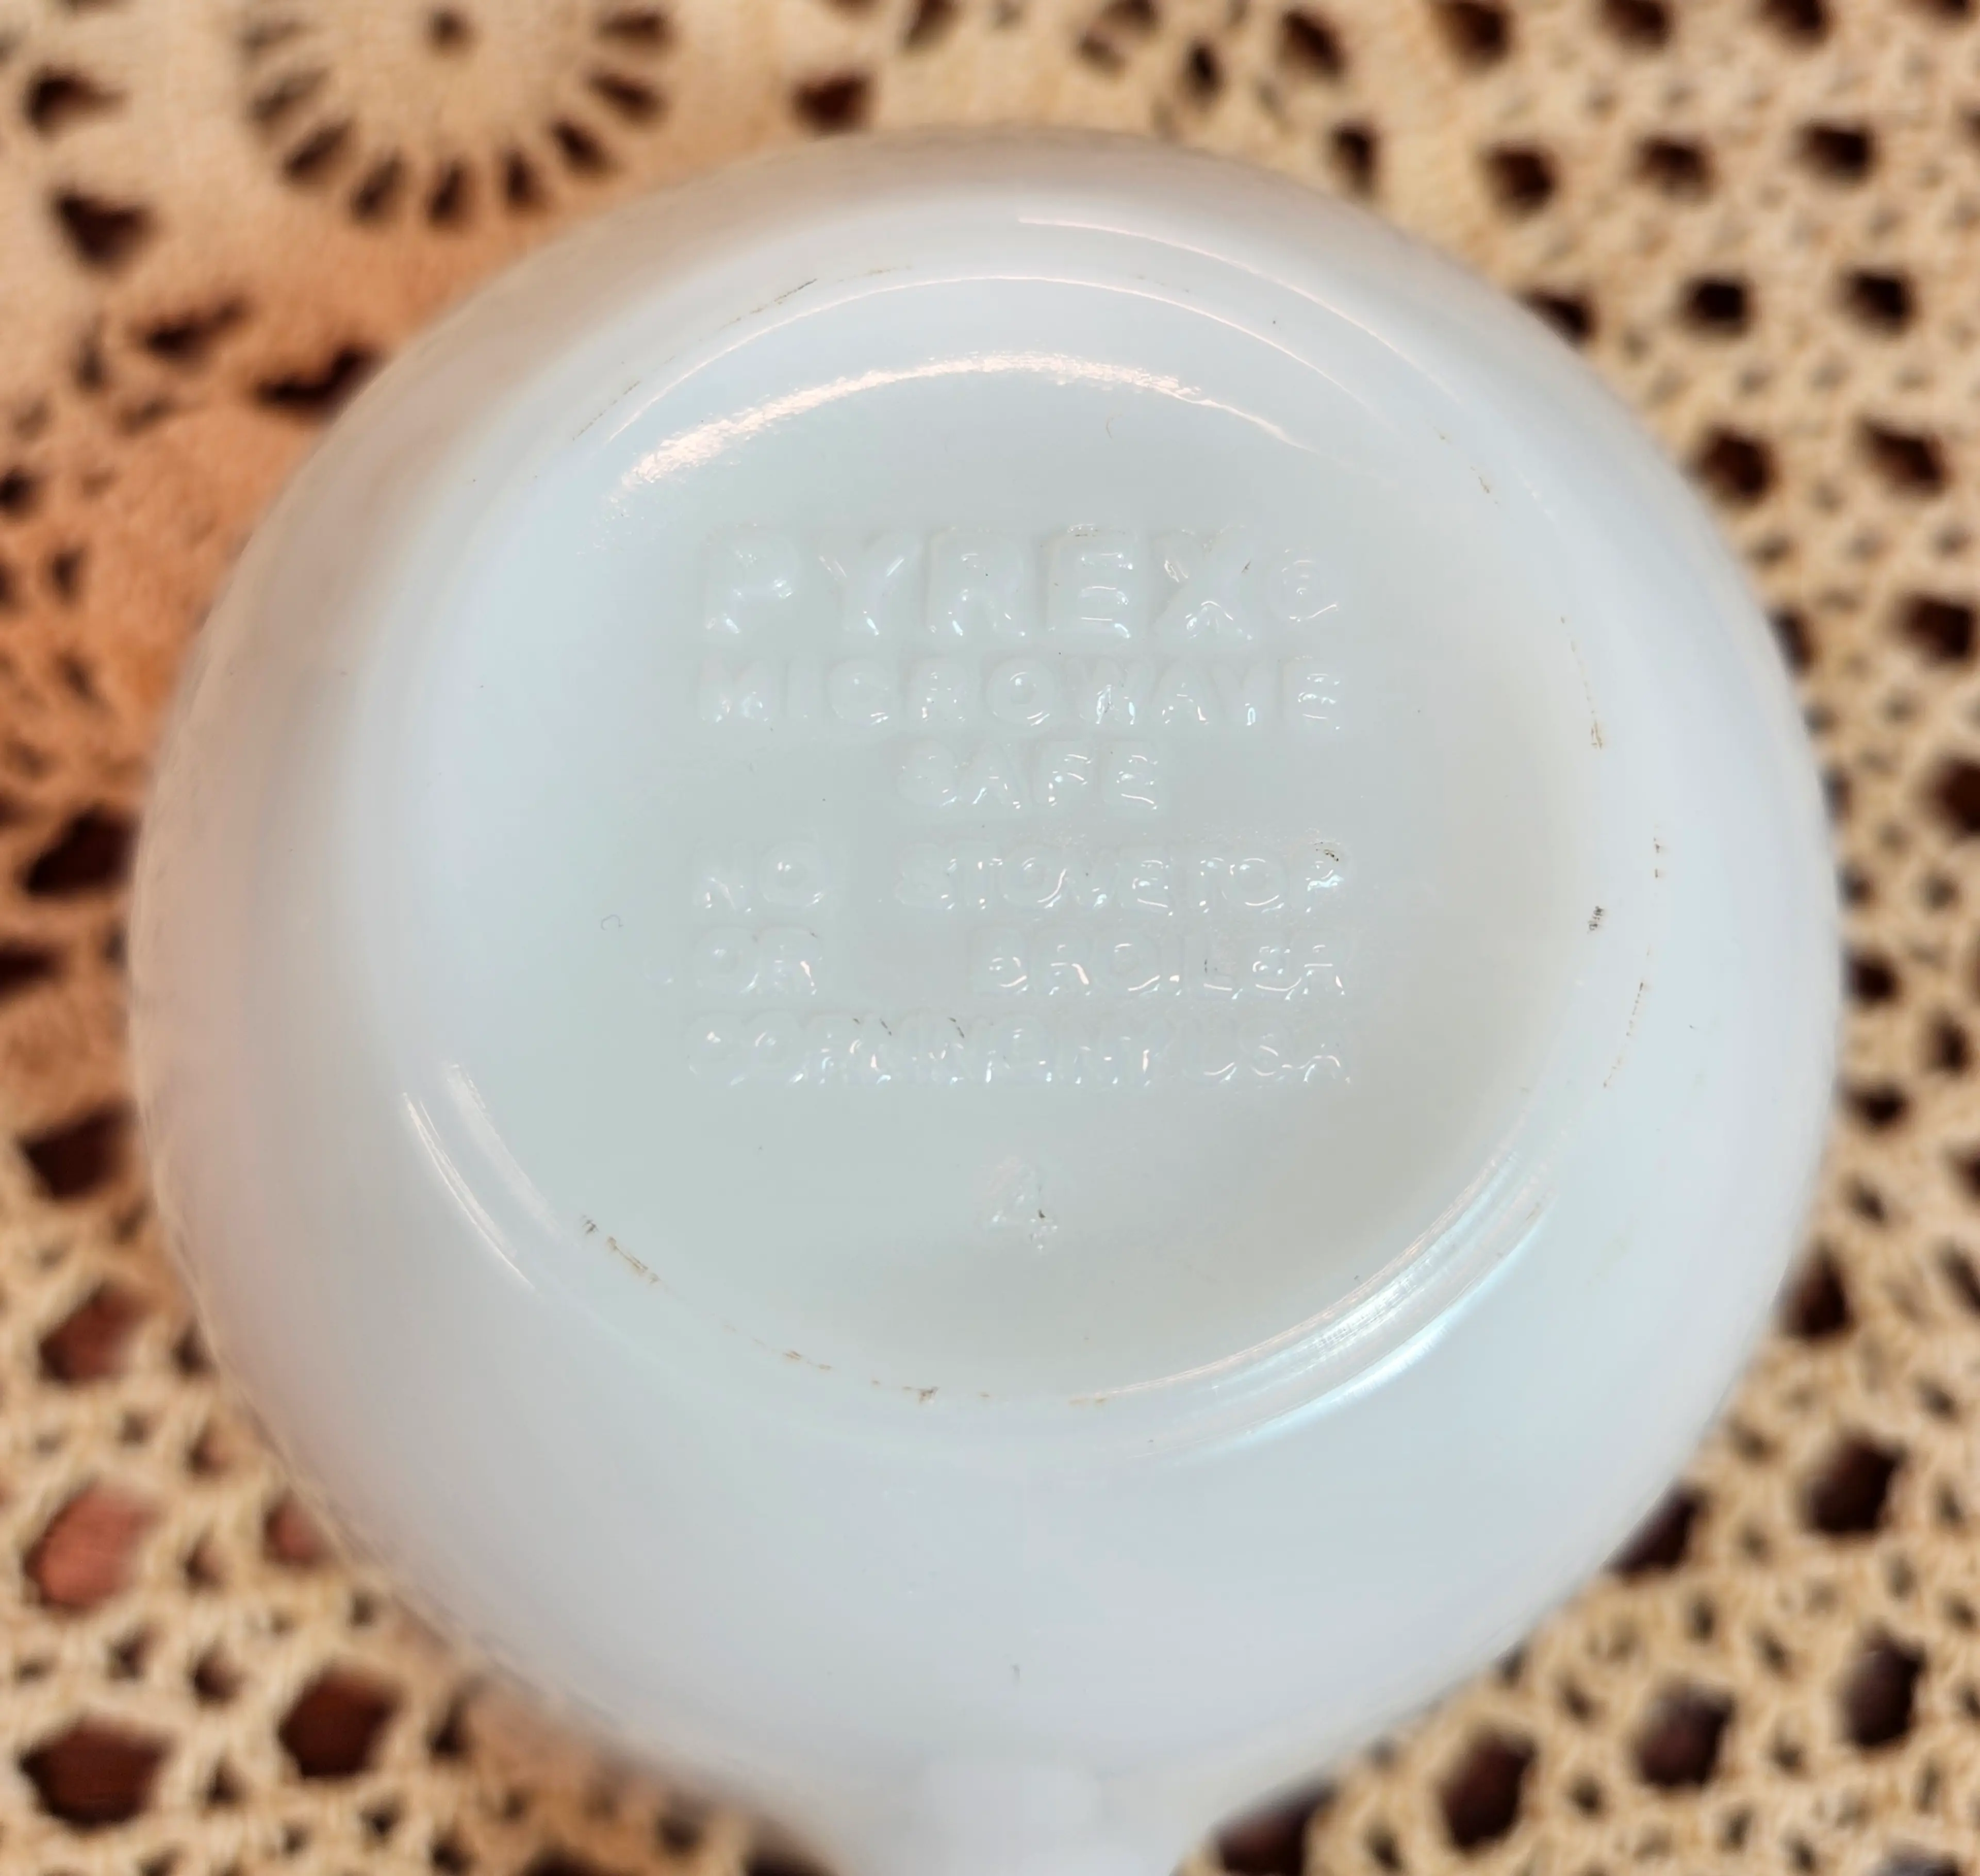 PYREX®
MICROWAVE
SAFE
NO STOVETOP
OR BROILER
CORNING NY USA
4